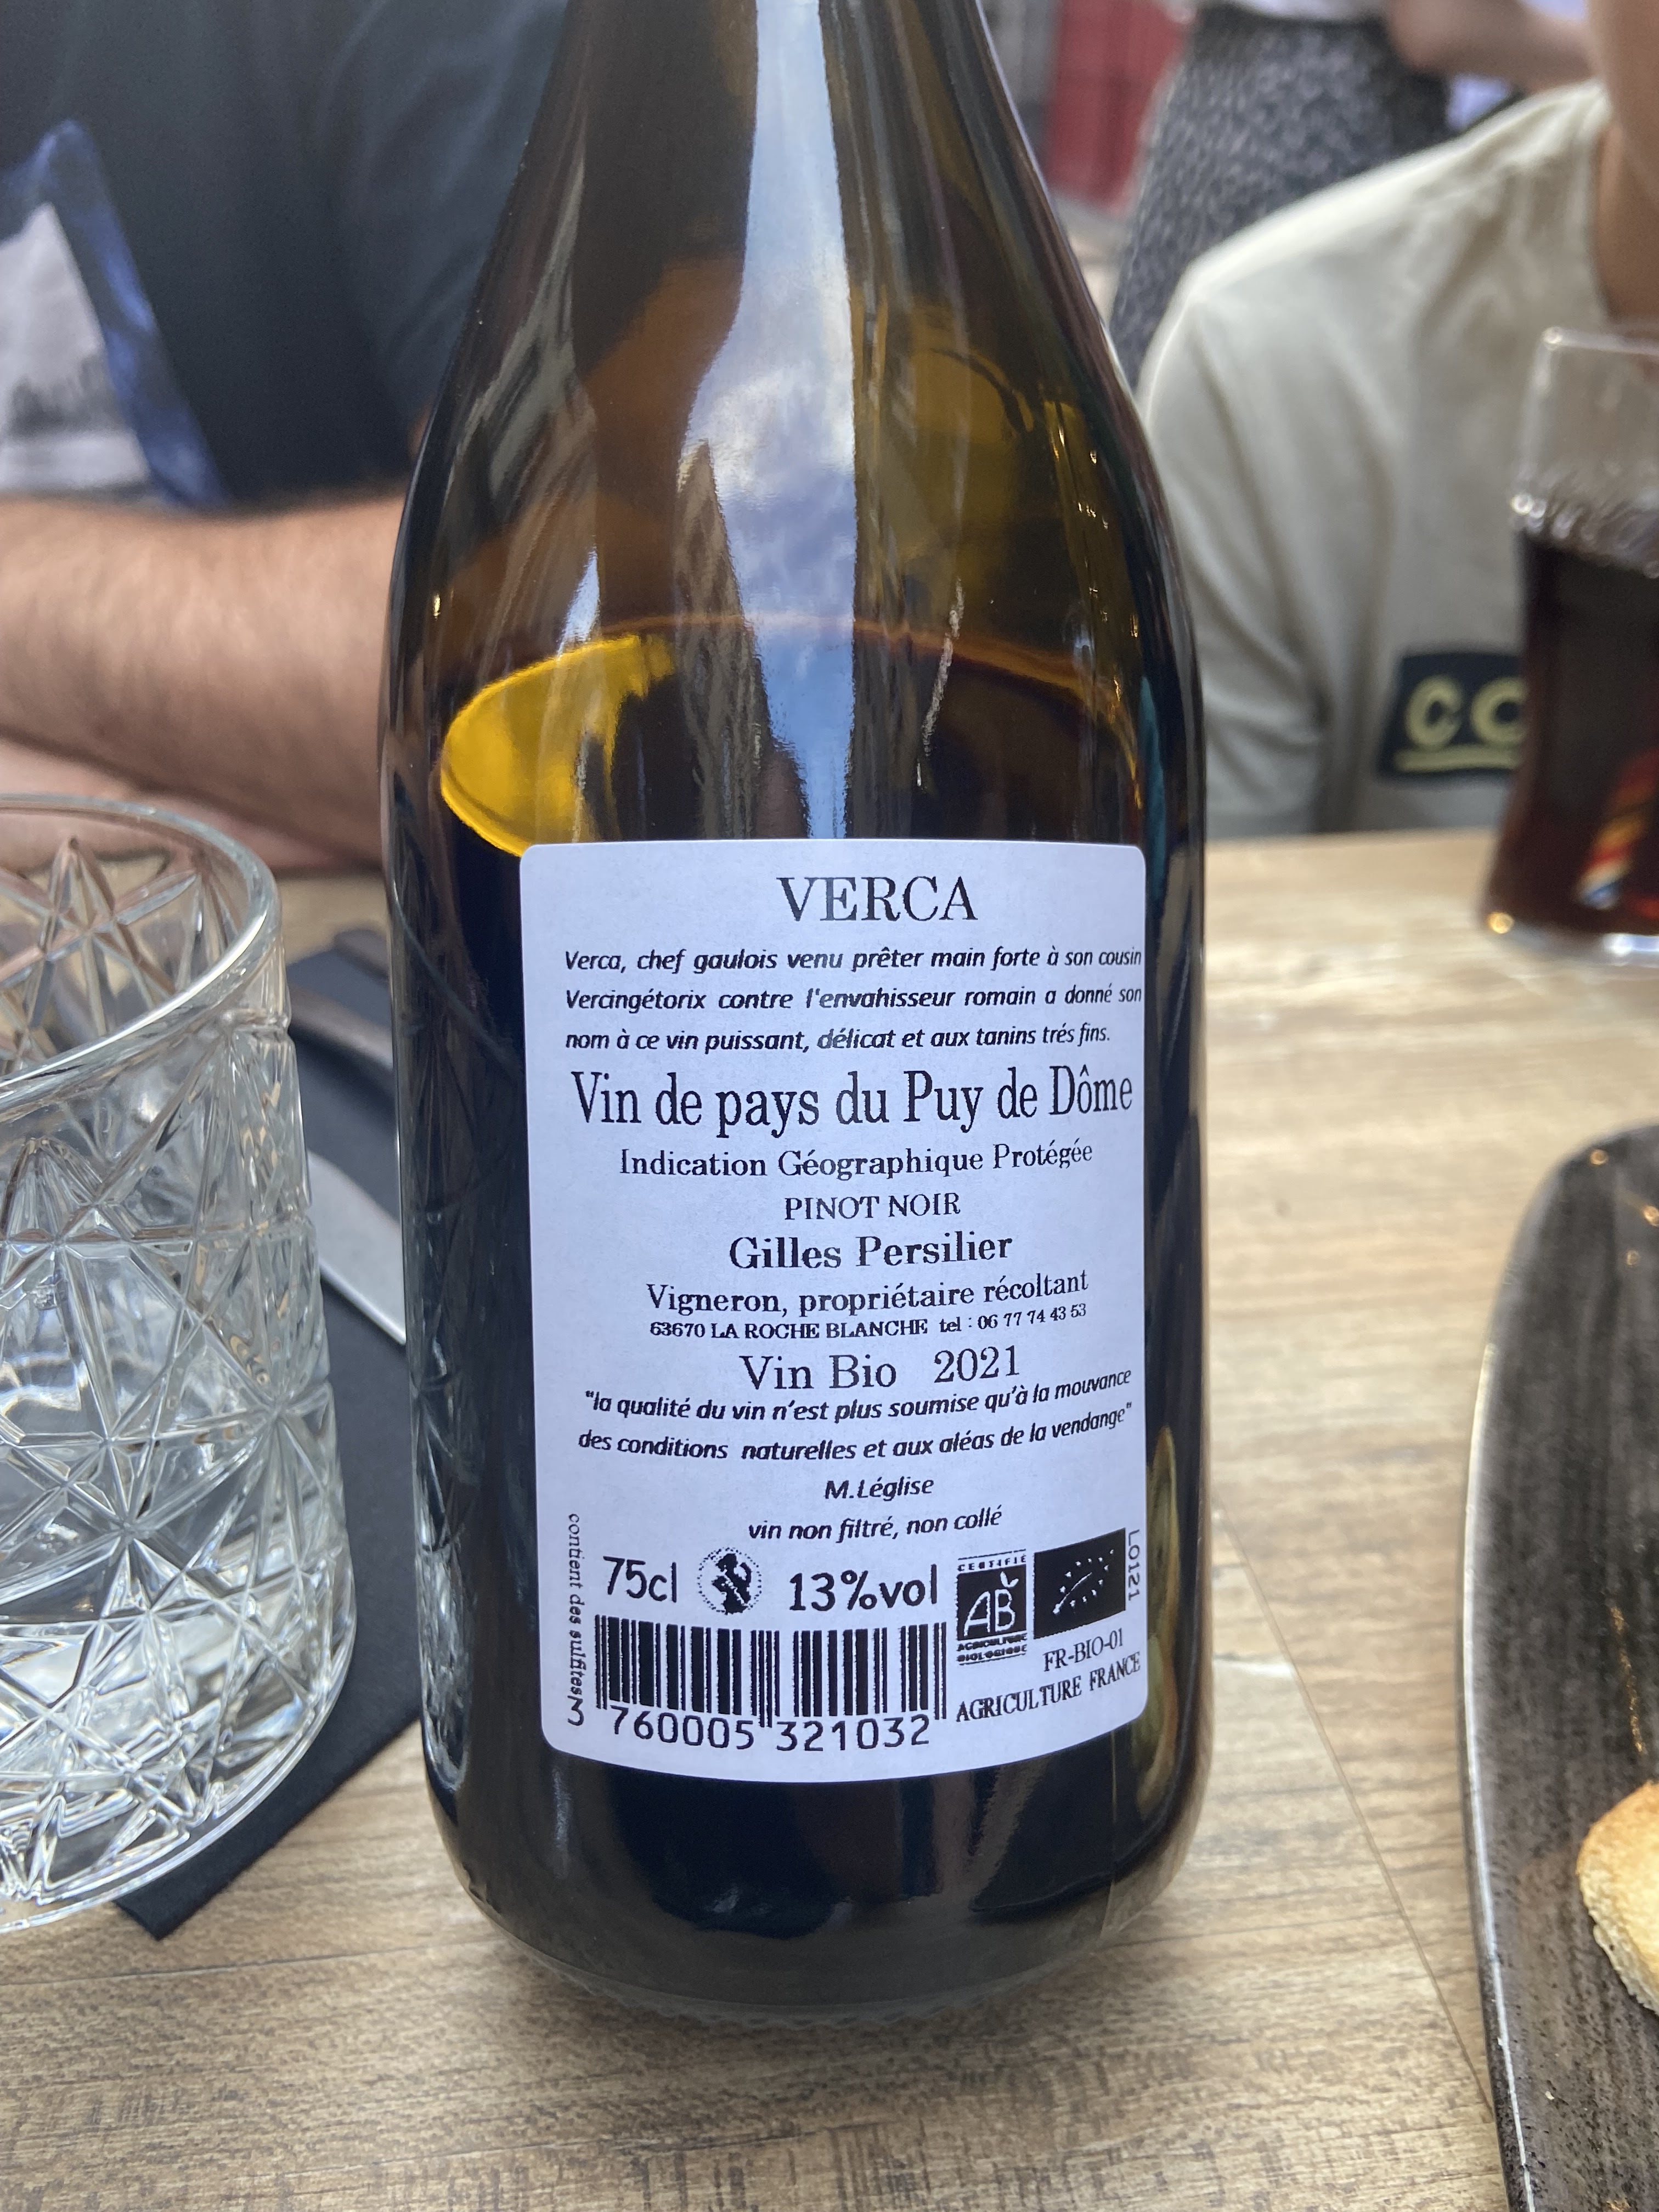 VERCA
Verca, chef gaulois venu prêter main forte à son cousin
Vercingétorix contre l'envahisseur romain a donné son
nom à ce vin puissant, délicat et aux tanins trés fins.
Vin de pays du Puy de Dôme
Indication Géographique Protégée
PINOT NOIR
Gilles Persilier
Vigneron, propriétaire récoltant
63670 LA ROCHE BLANCHE tel : 06 77 74 43 53
Vin Bio 2021
"la qualité du vin n'est plus soumise qu'à la mouvance
des conditions naturelles et aux aléas de la vendange"
M.Léglise
vin non filtré, non collé
contient des sulfites
75cl 13%vol
CERTIFIÉ
AB
AGRICULTURE
BIOLOGIQUE
L0121
FR-BIO-01
AGRICULTURE FRANCE
3 760005 321032
CO